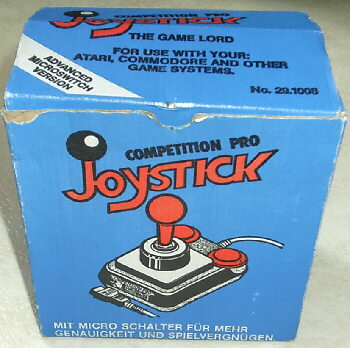 COMPETITION PRO
JOYSTICK
THE GAME LORD
FOR USE WITH YOUR:
ATARI, COMMODORE AND OTHER
GAME SYSTEMS.
ADVANCED
MICROSWITCH
VERSION
No. 29.1008
COMPETITION PRO
JOYSTICK
MIT MICRO SCHALTER FÜR MEHR
GENAUIGKEIT UND SPIELVERGNÜGEN.